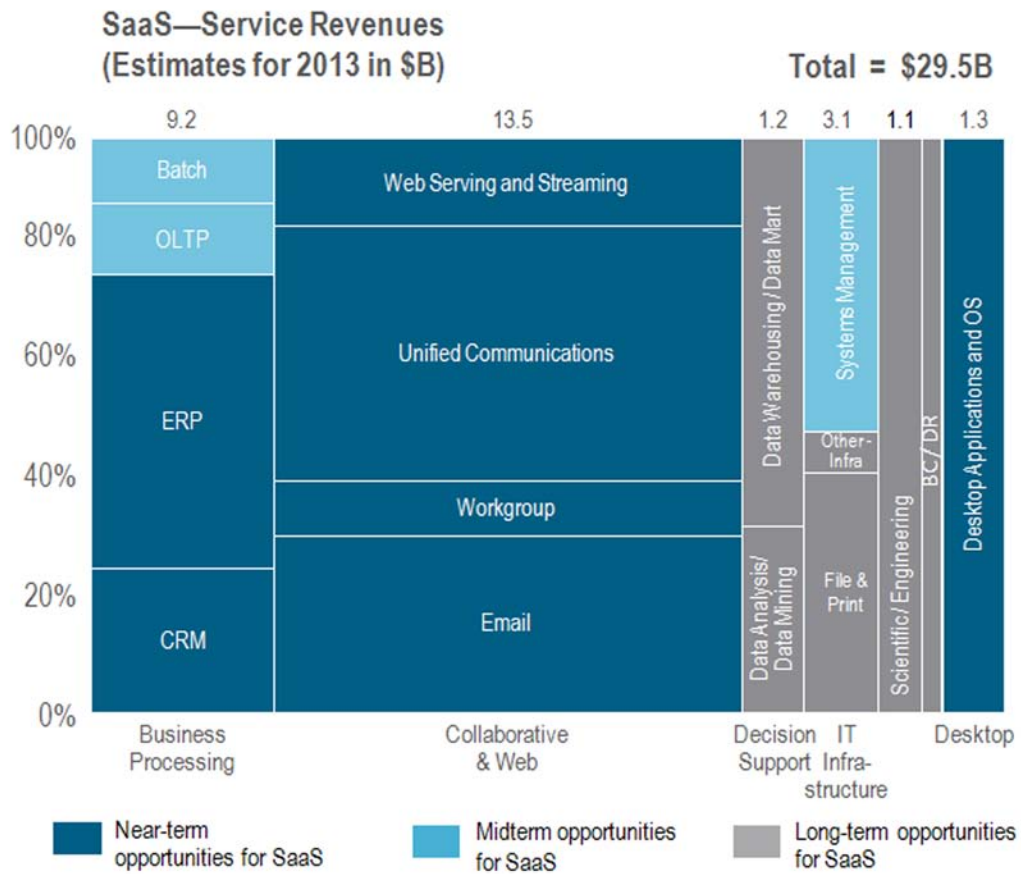 SaaS—Service Revenues
(Estimates for 2013 in $B)
Total = $29.5B
9.2 13.5 1.2 3.1 1.1 1.3
100%
80%
60%
40%
20%
0%
Batch
OLTP
ERP
CRM
Web Serving and Streaming
Unified Communications
Workgroup
Email
Data Warehousing / Data Mart
Data Analysis/
Data Mining
Systems Management
Other-
Infra
File &
Print
Scientific / Engineering
BC / DR
Desktop Applications and OS
Business
Processing
Collaborative
& Web
Decision
Support
IT
Infra-
structure
Desktop
Near-term
opportunities for SaaS
Midterm opportunities
for SaaS
Long-term opportunities
for SaaS